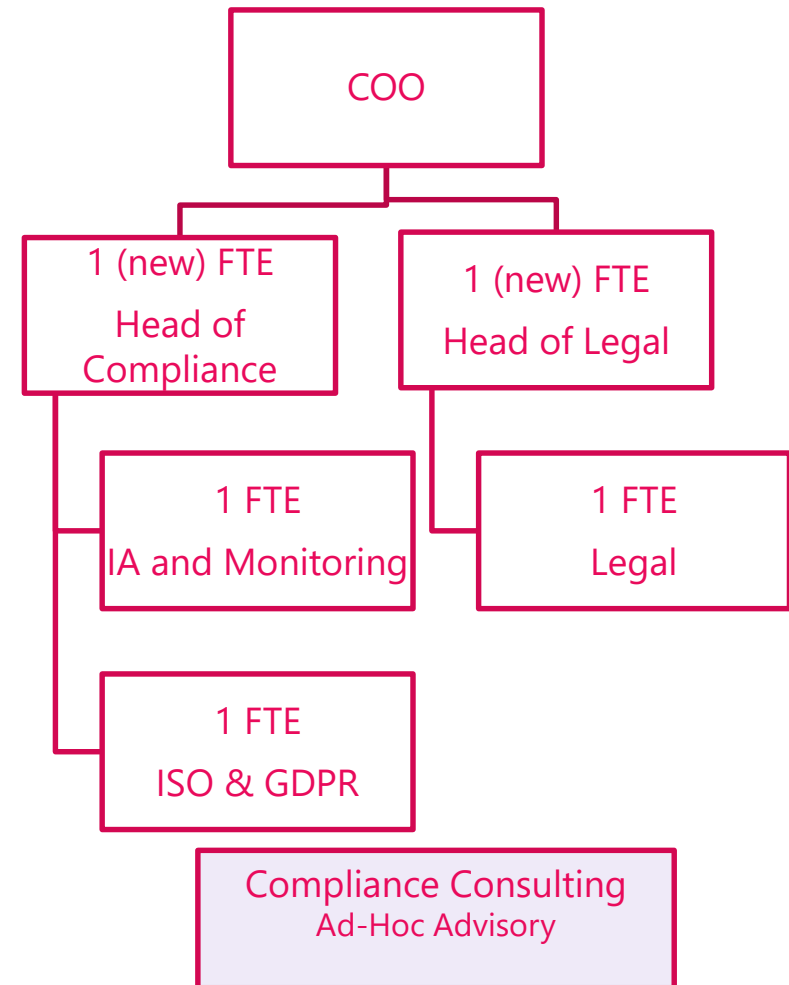 COO
1 (new) FTE
Head of
Compliance
1 (new) FTE
Head of Legal
1 FTE
IA and Monitoring
1 FTE
Legal
1 FTE
ISO & GDPR
Compliance Consulting
Ad-Hoc Advisory